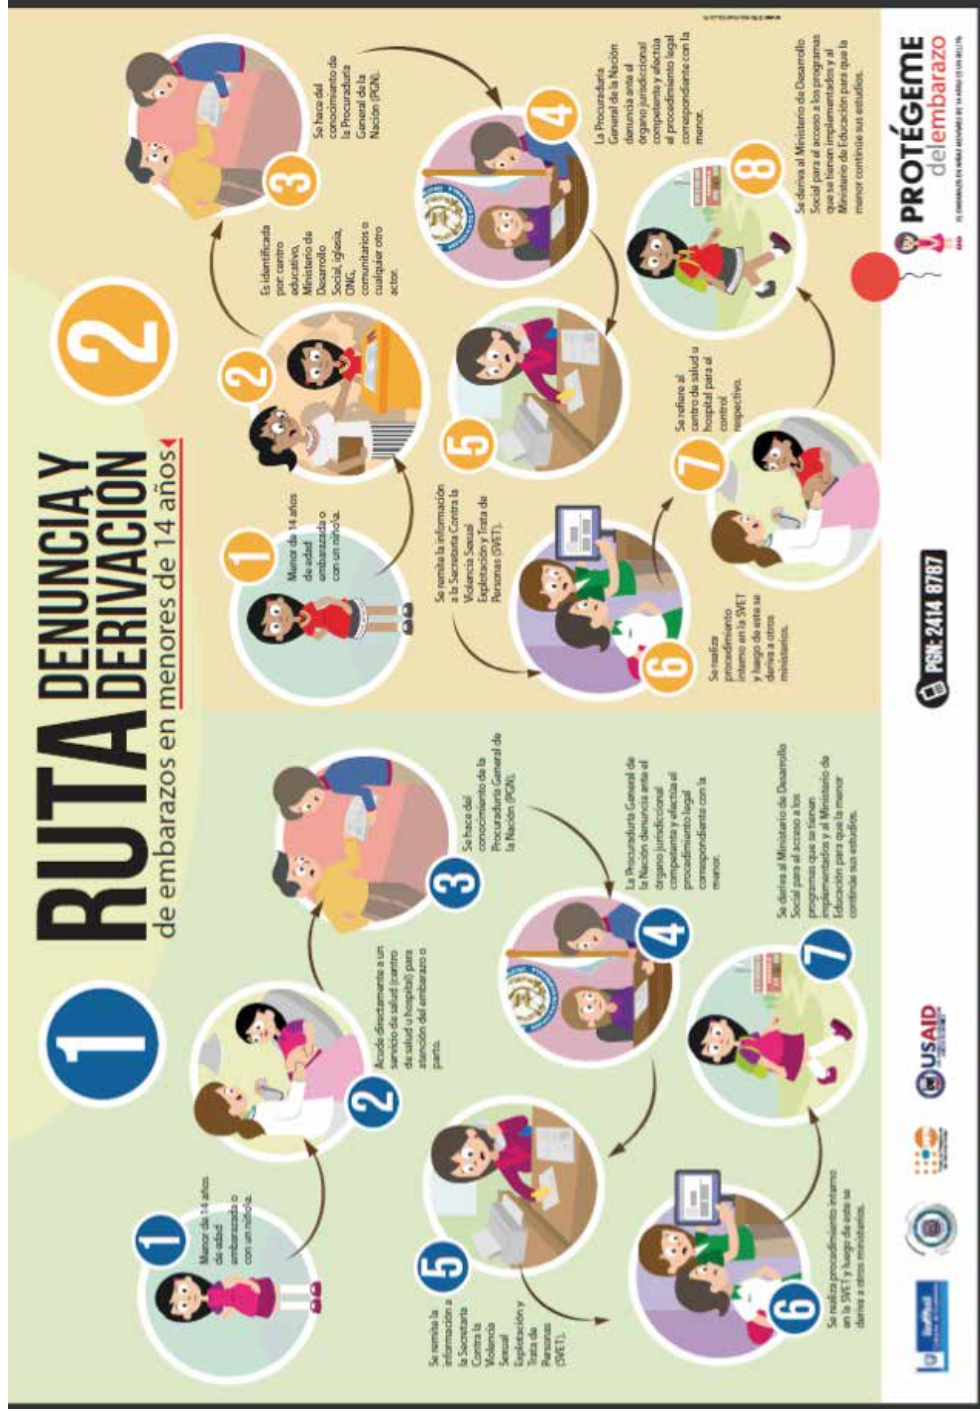 1
RUTA DENUNCIA Y
DERIVACIÓN
2
de embarazos en menores de 14 años
1
Menor de 14 años
de edad
embarazada o
con un niño/a.
2
Acude directamente a un
servicio de salud (centro
de salud u hospital) para
atención del embarazo o
parto.
3
Se hace del
conocimiento de la
Procuraduría General de
la Nación (PGN).
4
La Procuraduría General de
la Nación denuncia ante el
órgano jurisdiccional
competente y efectúa el
procedimiento legal
correspondiente con la
menor.
5
Se remite la
información a
la Secretaría
Contra la
Violencia
Sexual
Explotación y
Trata de
Personas
(SVET).
6
Se realiza procedimiento interno
en la SVET y luego de este se
deriva a otros ministerios.
7
Se deriva al Ministerio de Desarrollo
Social para el acceso a los
programas que se tienen
implementados y al Ministerio de
Educación para que la menor
continúe sus estudios.
1
Menor de 14 años
de edad
embarazada o
con un niño/a.
2
Es identificada
por: centro
educativo,
Ministerio de
Desarrollo
Social, iglesia,
ONG,
comunitarios o
cualquier otro
actor.
3
Se hace del
conocimiento de
la Procuraduría
General de la
Nación (PGN).
4
La Procuraduría
General de la Nación
denuncia ante el
órgano jurisdiccional
competente y efectúa
el procedimiento legal
correspondiente con la
menor.
5
Se remite la información
a la Secretaría Contra la
Violencia Sexual
Explotación y Trata de
Personas (SVET).
6
Se realiza
procedimiento
interno en la SVET
y luego de este se
deriva a otros
ministerios.
7
Se refiere al
centro de salud u
hospital para el
control
respectivo.
8
Se deriva al Ministerio de Desarrollo
Social para el acceso a los programas
que se tienen implementados y al
Ministerio de Educación para que la
menor continúe sus estudios.
USAID
PGN: 2414 8787
PROTÉGEME
delembarazo
EL EMBARAZO EN NIÑAS MENORES DE 14 AÑOS ES UN DELITO